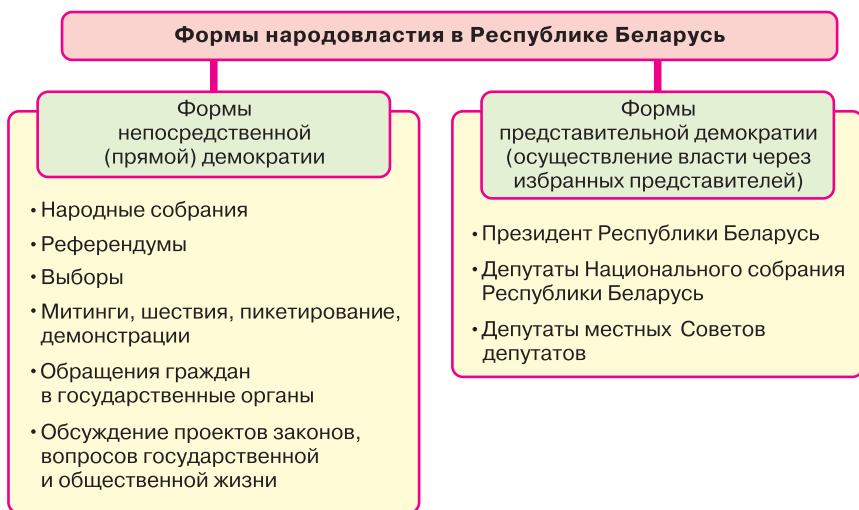 Формы народовластия в Республике Беларусь
Формы
непосредственной
(прямой) демократии
• Народные собрания
• Референдумы
• Выборы
• Митинги, шествия, пикетирование,
демонстрации
• Обращения граждан
в государственные органы
• Обсуждение проектов законов,
вопросов государственной
и общественной жизни
Формы
представительной демократии
(осуществление власти через
избранных представителей)
• Президент Республики Беларусь
• Депутаты Национального собрания
Республики Беларусь
• Депутаты местных Советов
депутатов